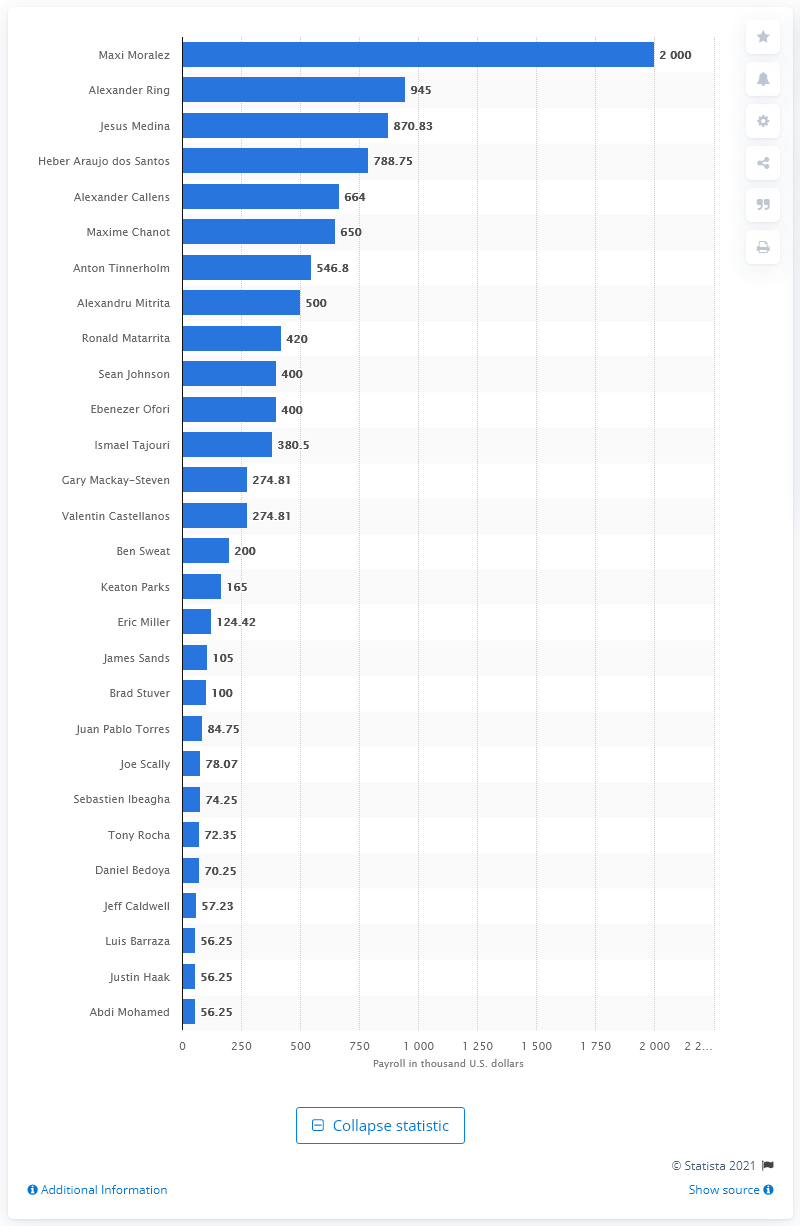 Maxi Moralez 2 000
Alexander Ring 945
Jesus Medina 870.83
Heber Araujo dos Santos 788.75
Alexander Callens 664
Maxime Chanot 650
Anton Tinnerholm 546.8
Alexandru Mitrita 500
Ronald Matarrita 420
Sean Johnson 400
Ebenezer Ofori 400
Ismael Tajouri 380.5
Gary Mackay-Steven 274.81
Valentin Castellanos 274.81
Ben Sweat 200
Keaton Parks 165
Eric Miller 124.42
James Sands 105
Brad Stuver 100
Juan Pablo Torres 84.75
Joe Scally 78.07
Sebastien Ibeagha 74.25
Tony Rocha 72.35
Daniel Bedoya 70.25
Jeff Caldwell 57.23
Luis Barraza 56.25
Justin Haak 56.25
Abdi Mohamed 56.25
0 250 500 750 1 000 1 250 1 500 1 750 2 000 2 2...
Payroll in thousand U.S. dollars
Collapse statistic
© Statista 2021
Additional Information Show source